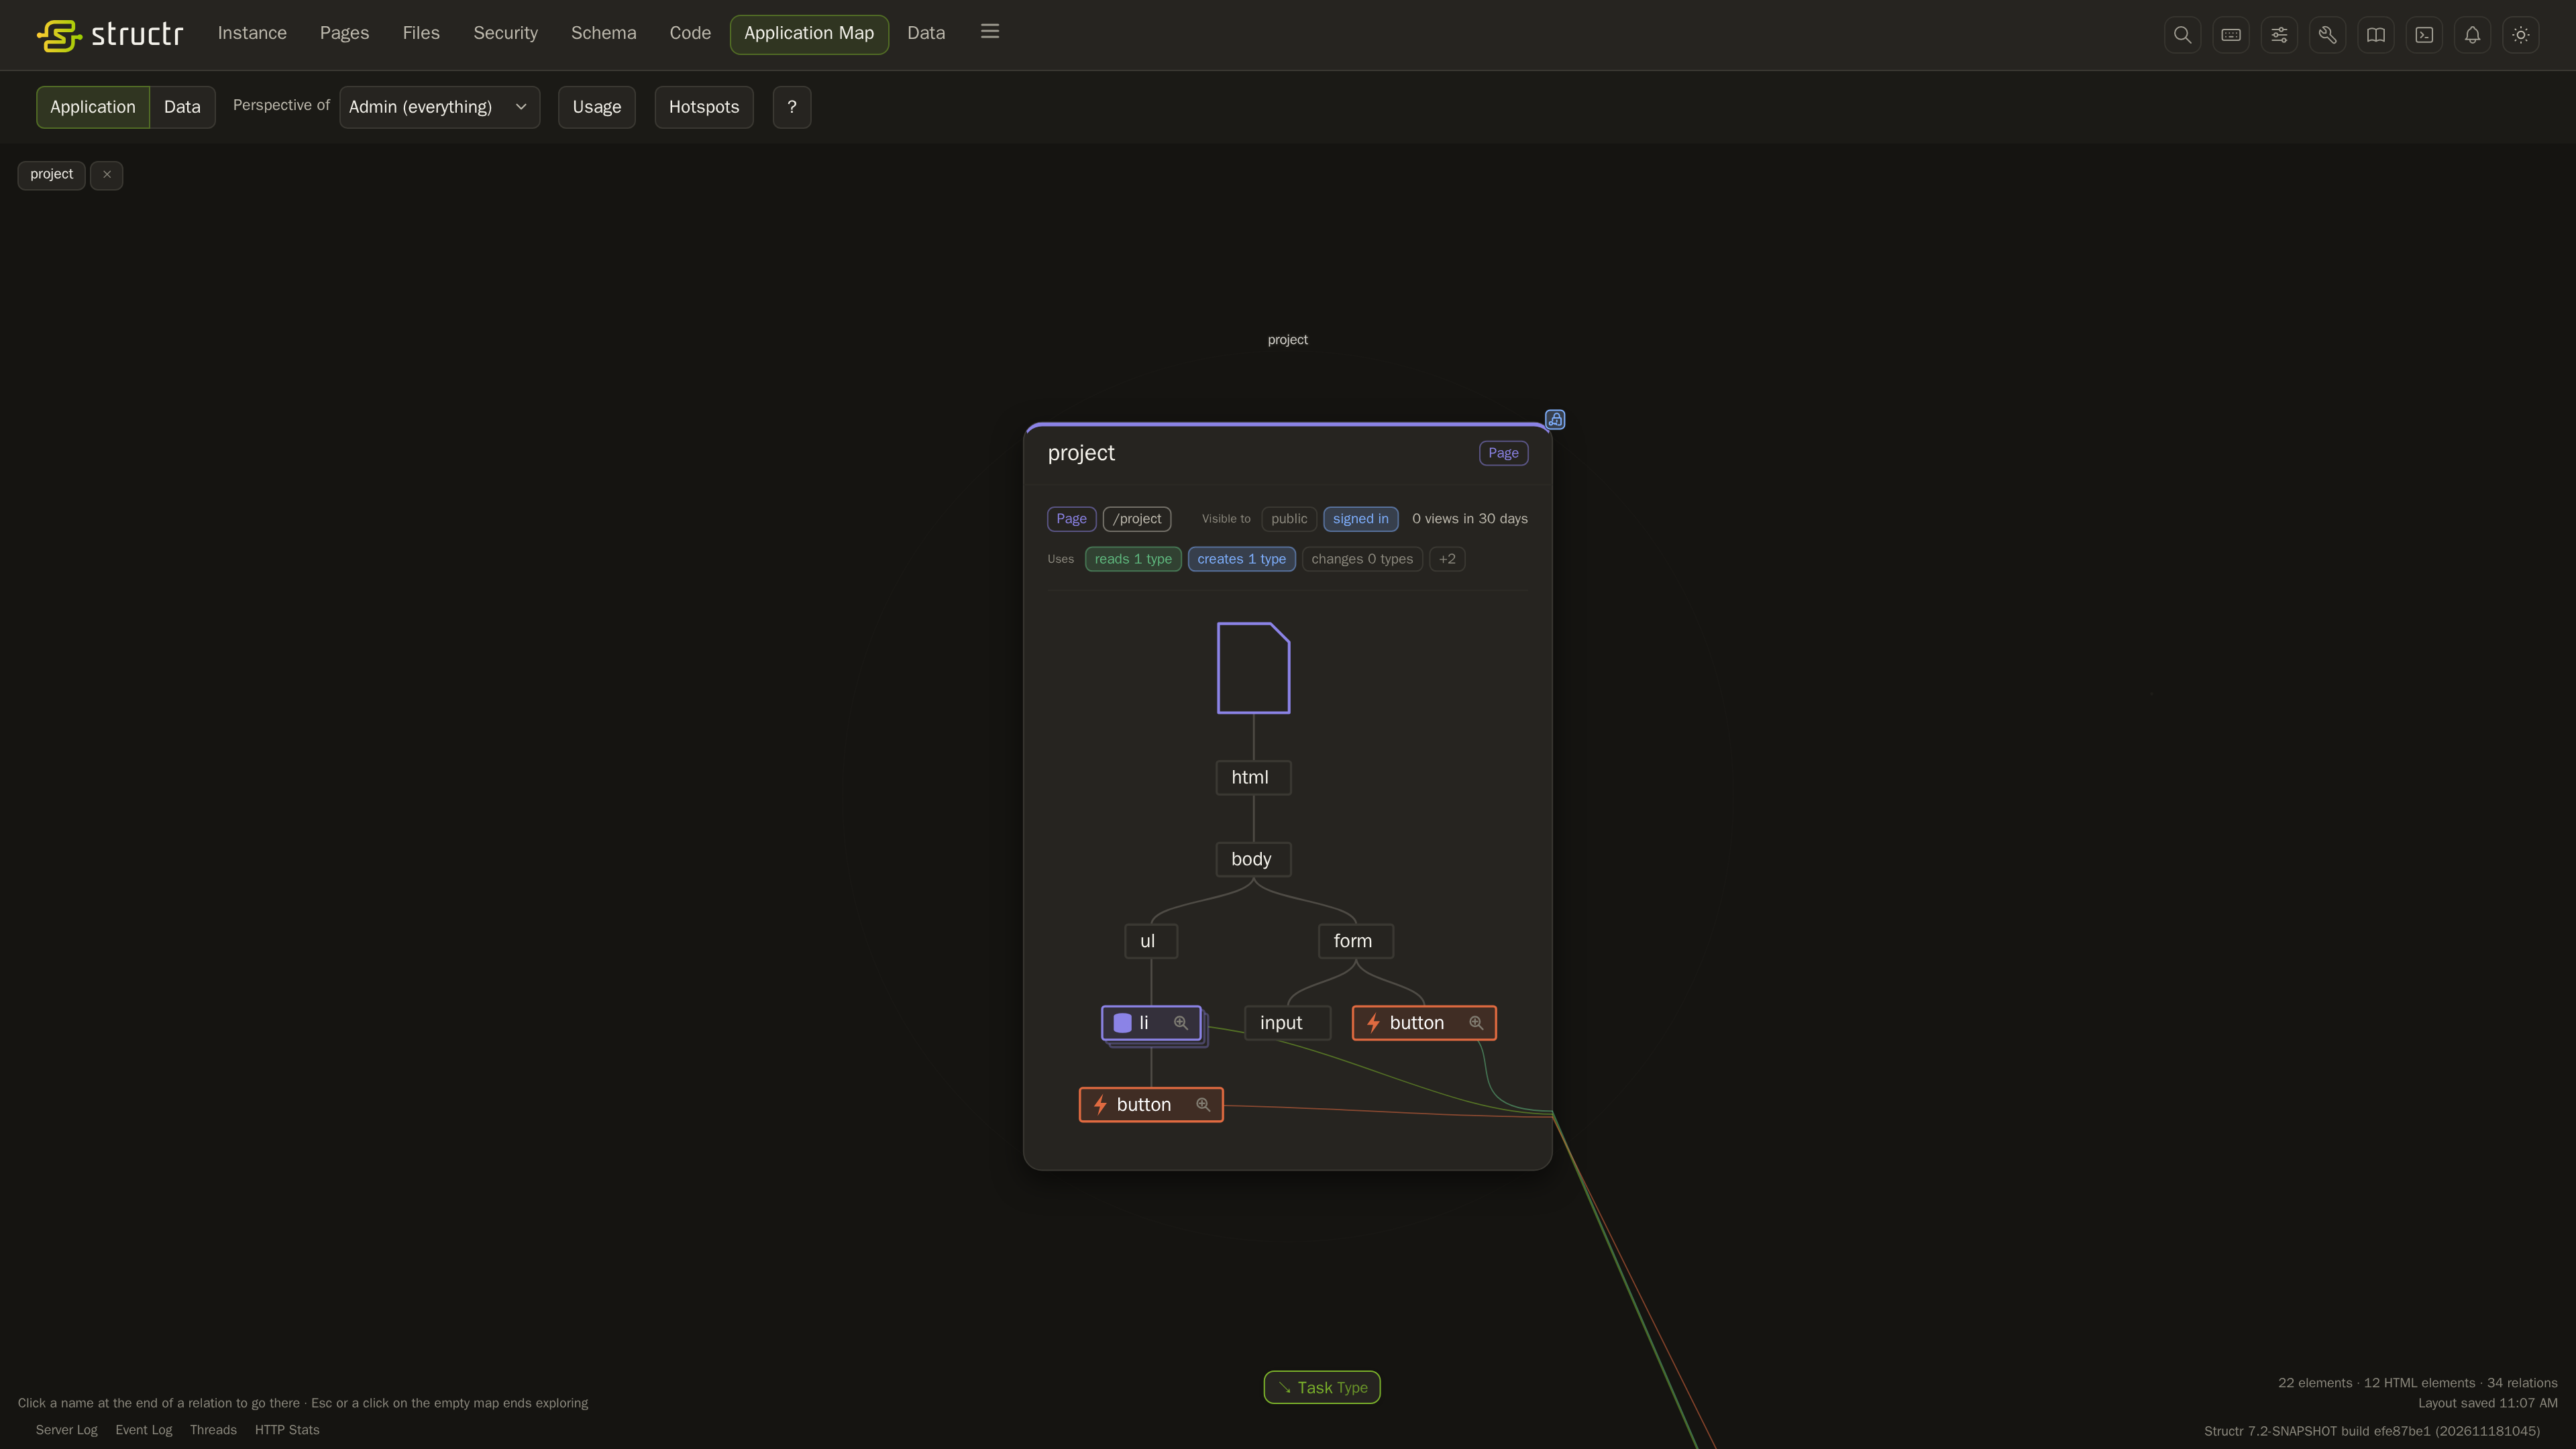 structr Instance Pages Files Security Schema Code Application Map Data
Application Data Perspective of Admin (everything) Usage Hotspots ?
project ×
project
project Page
Page /project Visible to public signed in 0 views in 30 days
Uses reads 1 type creates 1 type changes 0 types +2
html
body
ul form
li input button
button
↘ Task Type
22 elements · 12 HTML elements · 34 relations
Click a name at the end of a relation to go there · Esc or a click on the empty map ends exploring
Layout saved 11:07 AM
Server Log Event Log Threads HTTP Stats
Structr 7.2-SNAPSHOT build efe87be1 (202611181045)